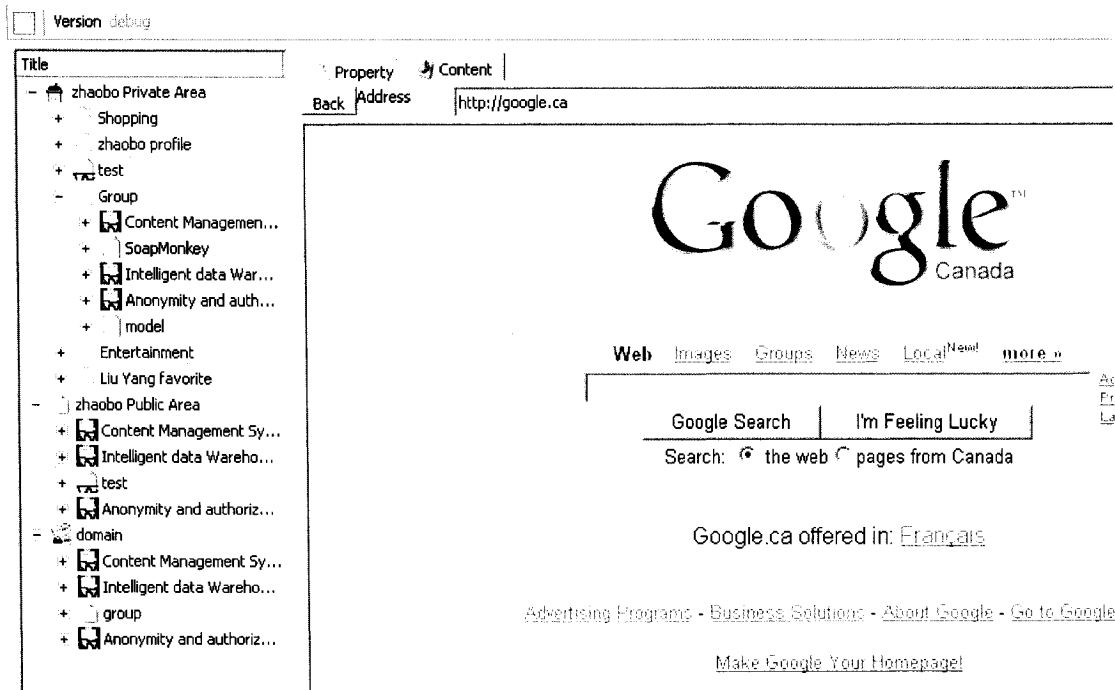 Version debug
Title
zhaobo Private Area
Shopping
zhaobo profile
test
Group
Content Managemen...
SoapMonkey
Intelligent data War...
Anonymity and auth...
model
Entertainment
Liu Yang favorite
zhaobo Public Area
Content Management Sy...
Intelligent data Wareho...
test
Anonymity and authoriz...
domain
Content Management Sy...
Intelligent data Wareho...
group
Anonymity and authoriz...
Property Content
Back Address http://google.ca
Google™
Canada
Web Images Groups News Local New! more »
Google Search I'm Feeling Lucky
Search: the web pages from Canada
Google.ca offered in: Français
Advertising Programs - Business Solutions - About Google - Go to Google
Make Google Your Homepage!